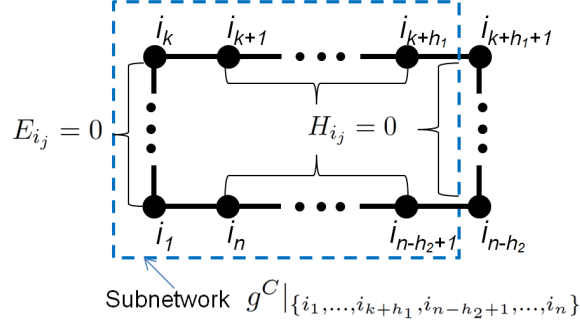 i_k i_{k+1} i_{k+h_1} i_{k+h_1+1}
E_{i_j} = 0 H_{i_j} = 0
i_1 i_n i_{n-h_2+1} i_{n-h_2}
Subnetwork g^C|_{\{i_1,...,i_{k+h_1},i_{n-h_2+1},...,i_n\}}